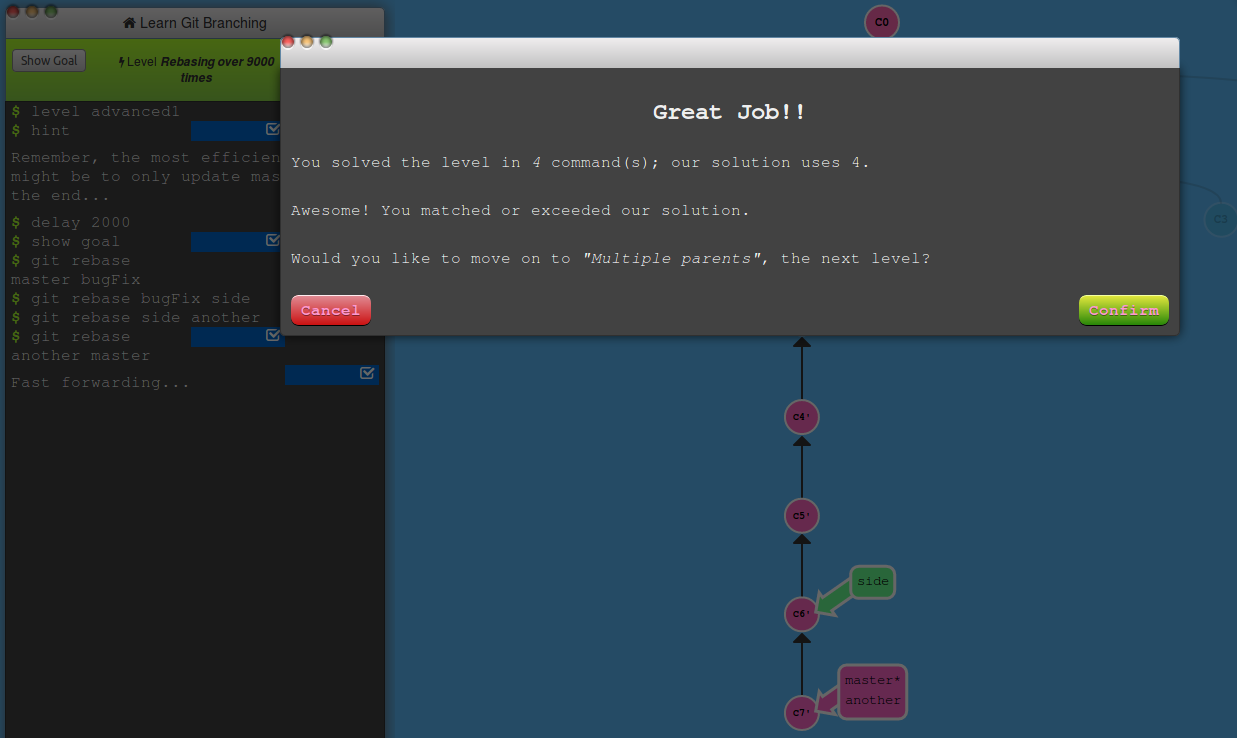 Learn Git Branching
Show Goal
Level Rebasing over 9000
times
$ level advanced1
$ hint
Remember, the most efficien
might be to only update mas
the end...
$ delay 2000
$ show goal
$ git rebase
master bugFix
$ git rebase bugFix side
$ git rebase side another
$ git rebase
another master
Fast forwarding...
C0
Great Job!!
You solved the level in 4 command(s); our solution uses 4.
Awesome! You matched or exceeded our solution.
Would you like to move on to "Multiple parents", the next level?
Cancel
Confirm
C4'
C5'
side
C6'
master*
another
C7'